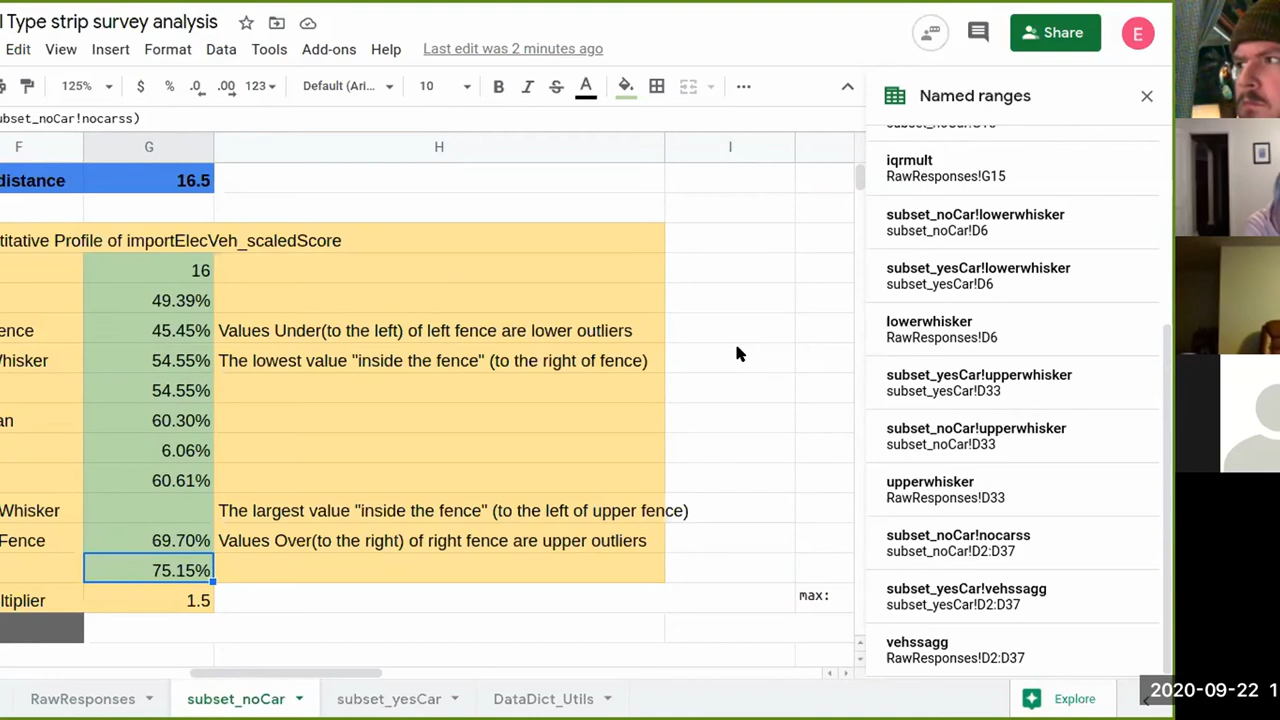 l Type strip survey analysis
Edit View Insert Format Data Tools Add-ons Help Last edit was 2 minutes ago
Share
E
125% $ % .0 .00 123 Default (Ari... 10 B I S A
ubset_noCar!nocarss)
F G H I
distance 16.5
titative Profile of importElecVeh_scaledScore
16
49.39%
ence 45.45% Values Under(to the left) of left fence are lower outliers
Whisker 54.55% The lowest value "inside the fence" (to the right of fence)
54.55%
an 60.30%
6.06%
60.61%
Whisker The largest value "inside the fence" (to the left of upper fence)
Fence 69.70% Values Over(to the right) of right fence are upper outliers
75.15%
ltiplier 1.5
max:
Named ranges
iqrmult
RawResponses!G15
subset_noCar!lowerwhisker
subset_noCar!D6
subset_yesCar!lowerwhisker
subset_yesCar!D6
lowerwhisker
RawResponses!D6
subset_yesCar!upperwhisker
subset_yesCar!D33
subset_noCar!upperwhisker
subset_noCar!D33
upperwhisker
RawResponses!D33
subset_noCar!nocarss
subset_noCar!D2:D37
subset_yesCar!vehssagg
subset_yesCar!D2:D37
vehssagg
RawResponses!D2:D37
RawResponses subset_noCar subset_yesCar DataDict_Utils
Explore
2020-09-22 1